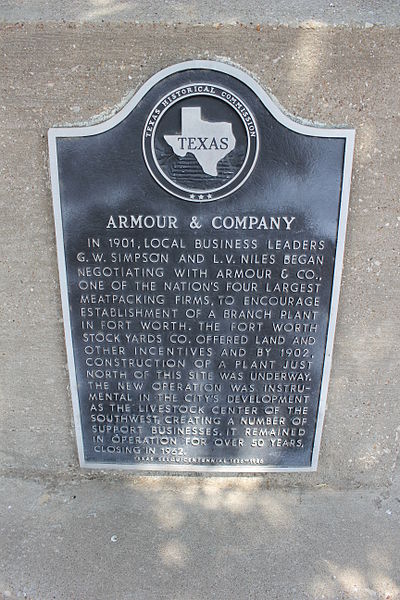 TEXAS HISTORICAL COMMISSION
TEXAS
ARMOUR & COMPANY
IN 1901, LOCAL BUSINESS LEADERS
G. W. SIMPSON AND L.V. NILES BEGAN
NEGOTIATING WITH ARMOUR & CO.,
ONE OF THE NATION'S FOUR LARGEST
MEATPACKING FIRMS, TO ENCOURAGE
ESTABLISHMENT OF A BRANCH PLANT
IN FORT WORTH. THE FORT WORTH
STOCK YARDS CO. OFFERED LAND AND
OTHER INCENTIVES AND BY 1902,
CONSTRUCTION OF A PLANT JUST
NORTH OF THIS SITE WAS UNDERWAY.
THE NEW OPERATION WAS INSTRU-
MENTAL IN THE CITY'S DEVELOPMENT
AS THE LIVESTOCK CENTER OF THE
SOUTHWEST, CREATING A NUMBER OF
SUPPORT BUSINESSES. IT REMAINED
IN OPERATION FOR OVER 50 YEARS,
CLOSING IN 1962.
TEXAS SESQUICENTENNIAL 1836-1986